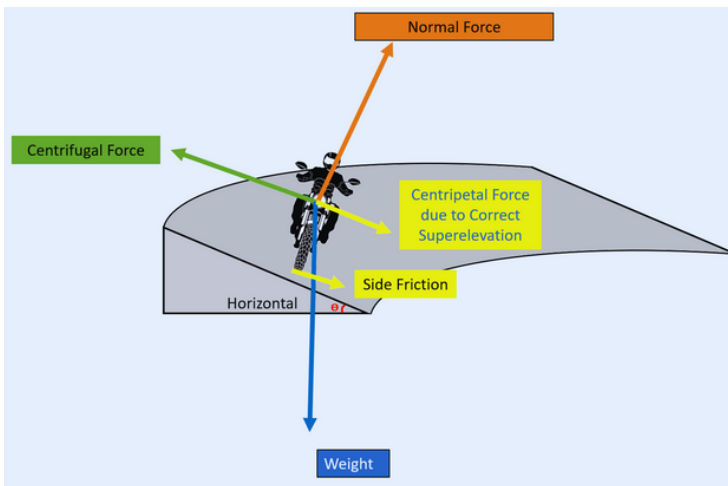 Normal Force
Centrifugal Force
Centripetal Force
due to Correct
Superelevation
Side Friction
Horizontal
θ
Weight